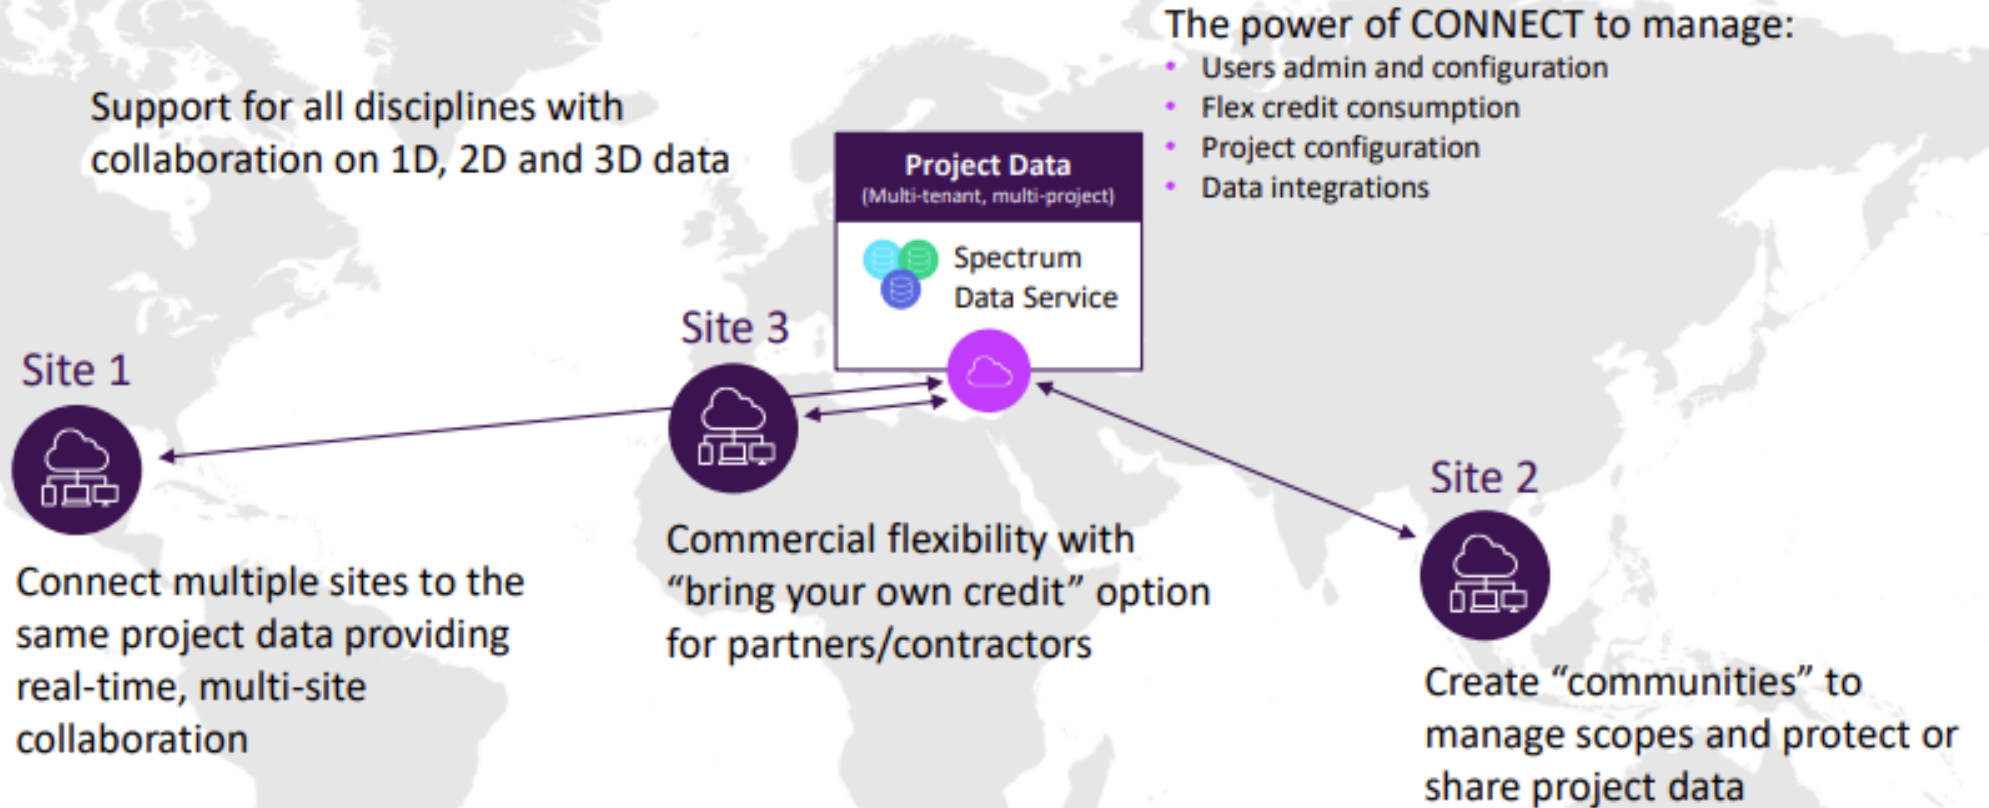 The power of CONNECT to manage:
• Users admin and configuration
• Flex credit consumption
• Project configuration
• Data integrations
Support for all disciplines with
collaboration on 1D, 2D and 3D data
Project Data
(Multi-tenant, multi-project)
Spectrum
Data Service
Site 1
Connect multiple sites to the
same project data providing
real-time, multi-site
collaboration
Site 3
Commercial flexibility with
“bring your own credit” option
for partners/contractors
Site 2
Create “communities” to
manage scopes and protect or
share project data